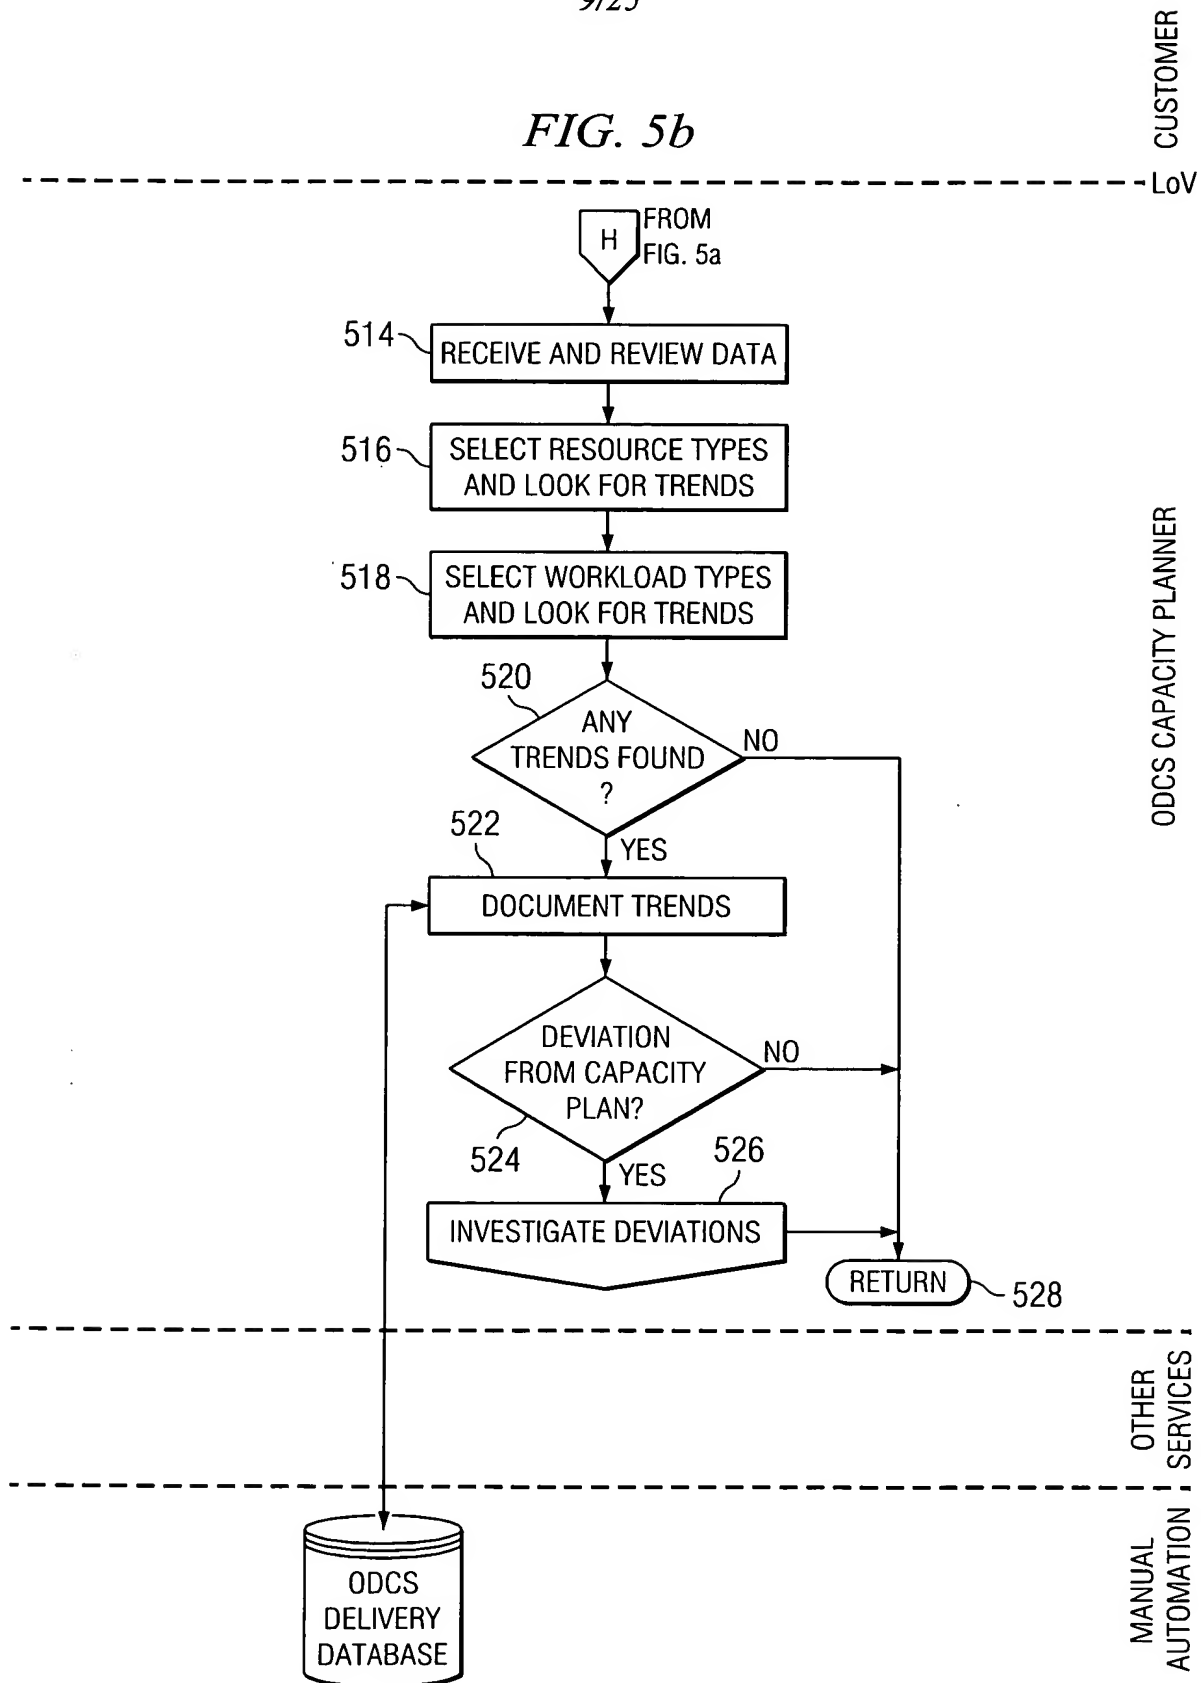 9/25
CUSTOMER
FIG. 5b
LoV
H
FROM
FIG. 5a
514
RECEIVE AND REVIEW DATA
516
SELECT RESOURCE TYPES
AND LOOK FOR TRENDS
518
SELECT WORKLOAD TYPES
AND LOOK FOR TRENDS
ODCS CAPACITY PLANNER
520
ANY
TRENDS FOUND
?
NO
YES
522
DOCUMENT TRENDS
DEVIATION
FROM CAPACITY
PLAN?
NO
524
YES
526
INVESTIGATE DEVIATIONS
RETURN
528
OTHER
SERVICES
MANUAL
AUTOMATION
ODCS
DELIVERY
DATABASE